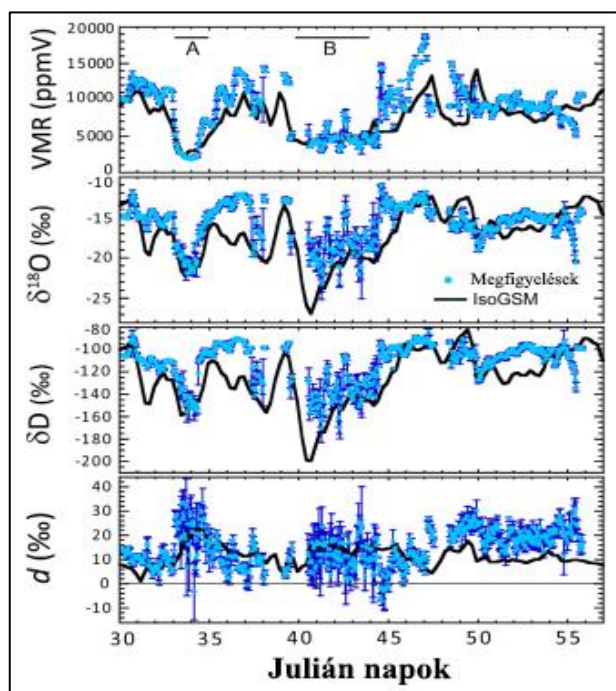 A
B
VMR (ppmV)
20000
15000
10000
5000
0
δ¹⁸O (‰)
-10
-15
-20
-25
Megfigyelések
IsoGSM
δD (‰)
-80
-100
-120
-140
-160
-180
-200
d (‰)
40
30
20
10
0
-10
30 35 40 45 50 55
Julián napok